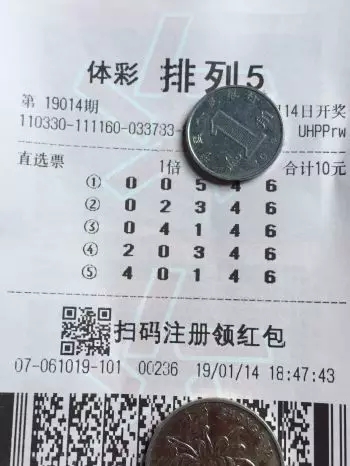 体彩 排列5
第 19014期 14日开奖
110330-111160-033783- UHPPrw
直选票 1倍 合计10元
① 0 0 5 4 6
② 0 2 3 4 6
③ 0 4 1 4 6
④ 2 0 3 4 6
⑤ 4 0 1 4 6
扫码注册领红包
07-061019-101 00236 19/01/14 18:47:43